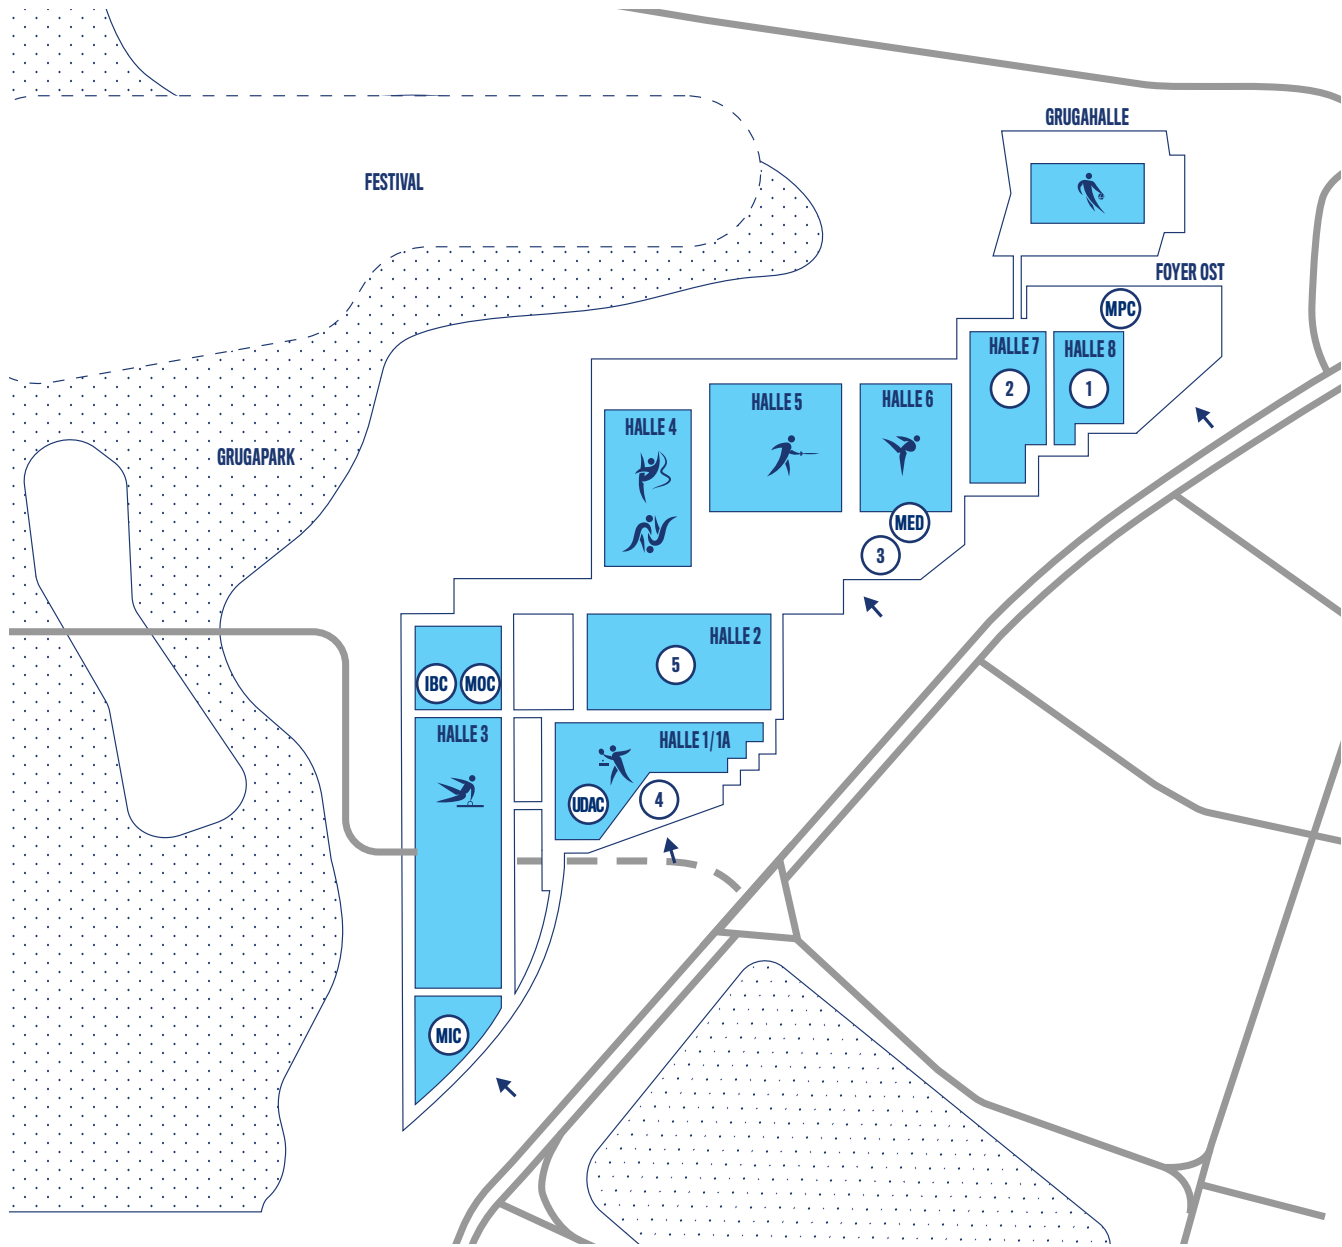 GRUGAHALLE
FESTIVAL
FOYER OST
MPC
HALLE 7
HALLE 8
2
1
HALLE 5
HALLE 6
HALLE 4
GRUGAPARK
MED
3
HALLE 2
5
IBC
MOC
HALLE 3
HALLE 1/1A
UDAC
4
MIC